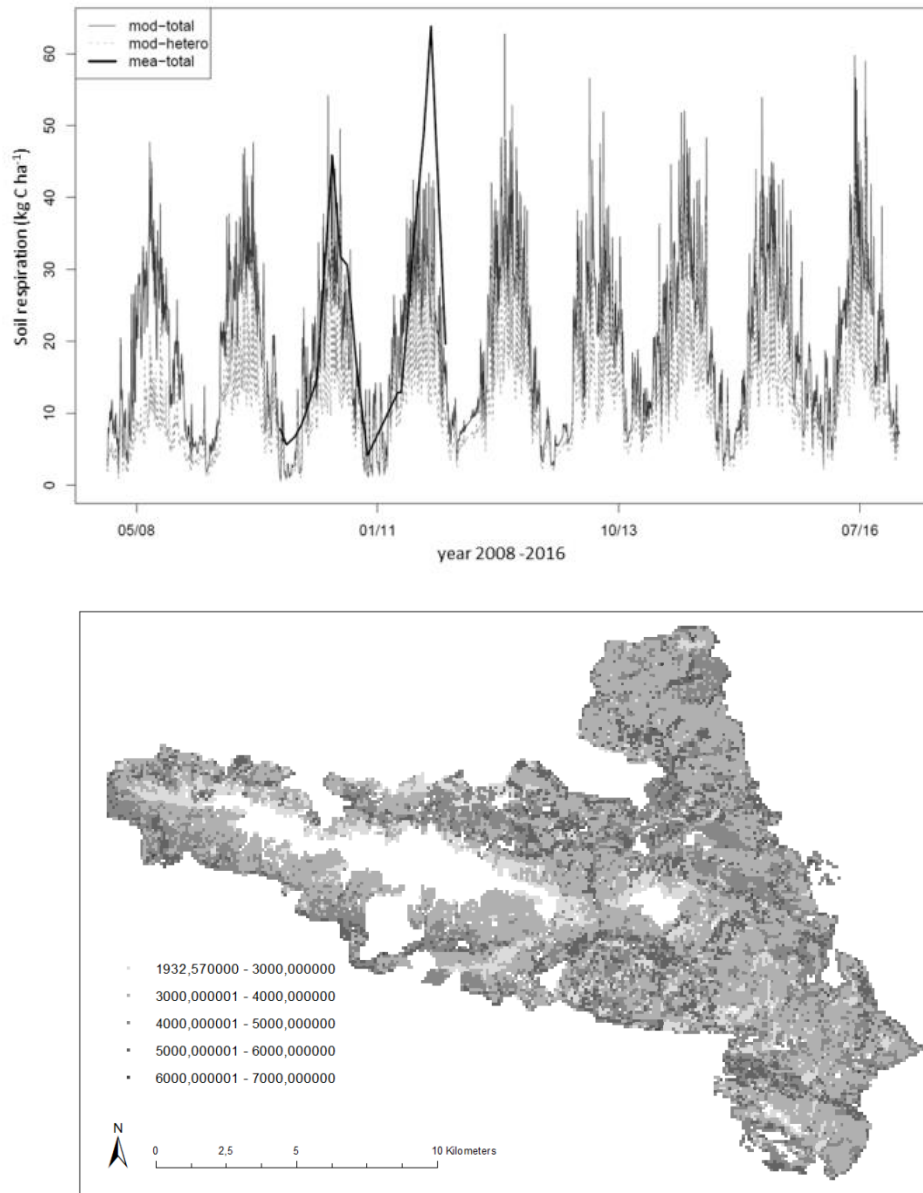 mod-total
mod-hetero
mea-total
Soil respiration (kg C ha⁻¹)
60
50
40
30
20
10
0
05/08
01/11
10/13
07/16
year 2008 -2016
1932,570000 - 3000,000000
3000,000001 - 4000,000000
4000,000001 - 5000,000000
5000,000001 - 6000,000000
6000,000001 - 7000,000000
N
0 2,5 5 10 Kilometers